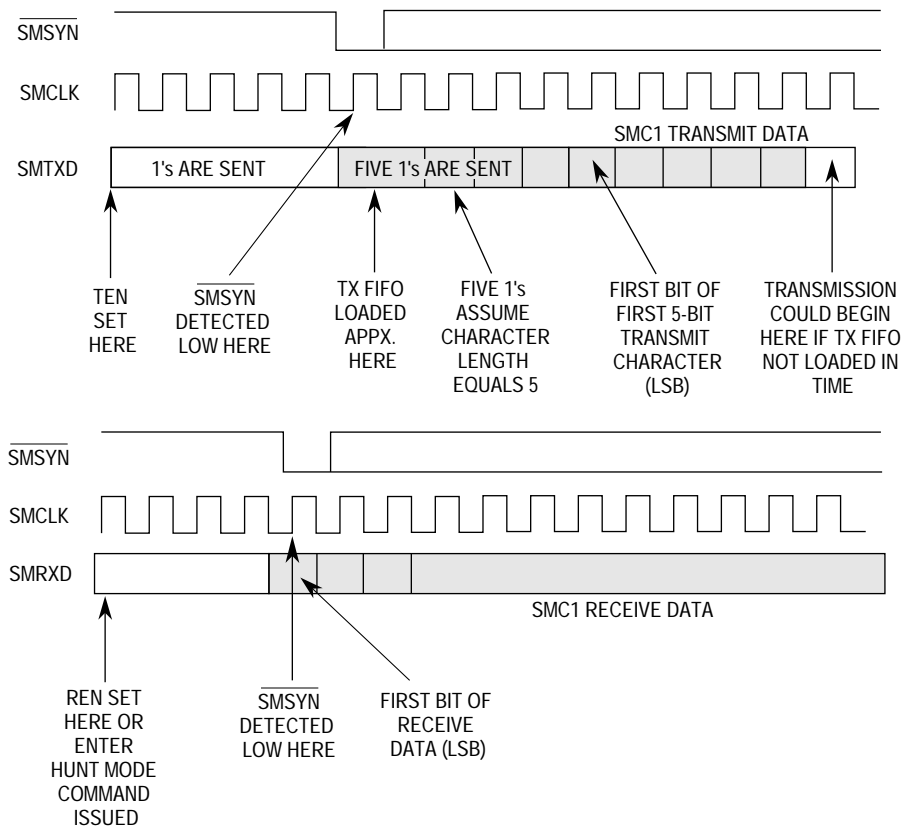 SMSYN
SMCLK
SMC1 TRANSMIT DATA
SMTXD
1's ARE SENT
FIVE 1's ARE SENT
TEN
SET
HERE
SMSYN
DETECTED
LOW HERE
TX FIFO
LOADED
APPX.
HERE
FIVE 1's
ASSUME
CHARACTER
LENGTH
EQUALS 5
FIRST BIT OF
FIRST 5-BIT
TRANSMIT
CHARACTER
(LSB)
TRANSMISSION
COULD BEGIN
HERE IF TX FIFO
NOT LOADED IN
TIME
SMSYN
SMCLK
SMRXD
SMC1 RECEIVE DATA
REN SET
HERE OR
ENTER
HUNT MODE
COMMAND
ISSUED
SMSYN
DETECTED
LOW HERE
FIRST BIT OF
RECEIVE
DATA (LSB)